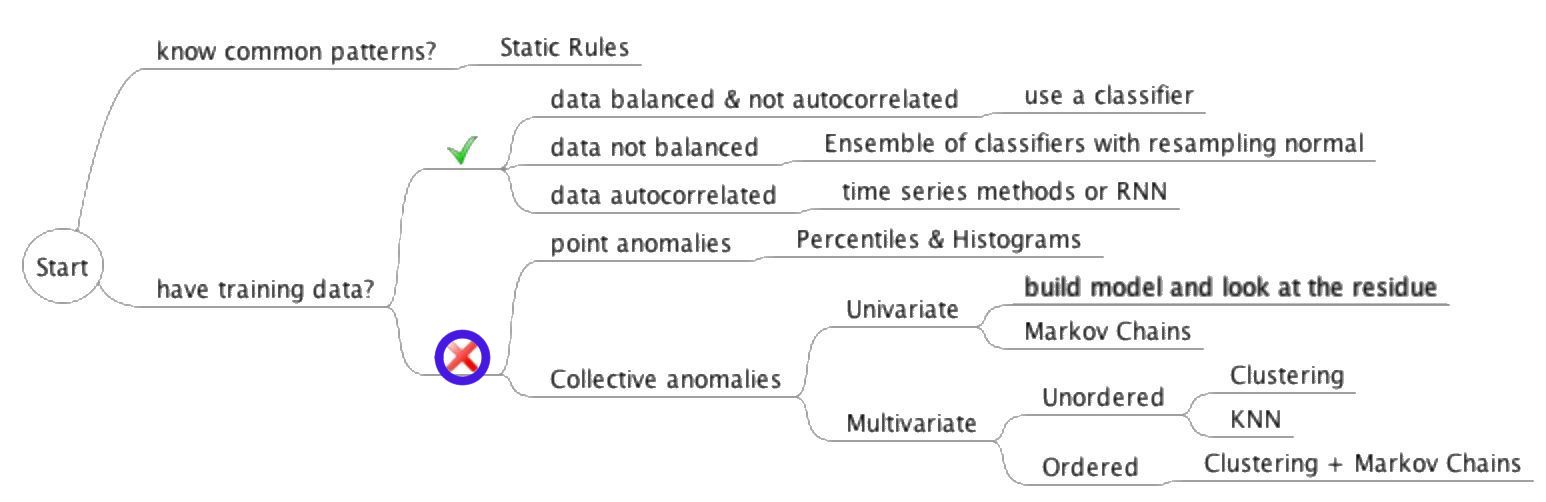 know common patterns?
Static Rules
data balanced & not autocorrelated
use a classifier
data not balanced
Ensemble of classifiers with resampling normal
data autocorrelated
time series methods or RNN
Start
have training data?
point anomalies
Percentiles & Histograms
Collective anomalies
Univariate
build model and look at the residue
Markov Chains
Multivariate
Unordered
Clustering
KNN
Ordered
Clustering + Markov Chains